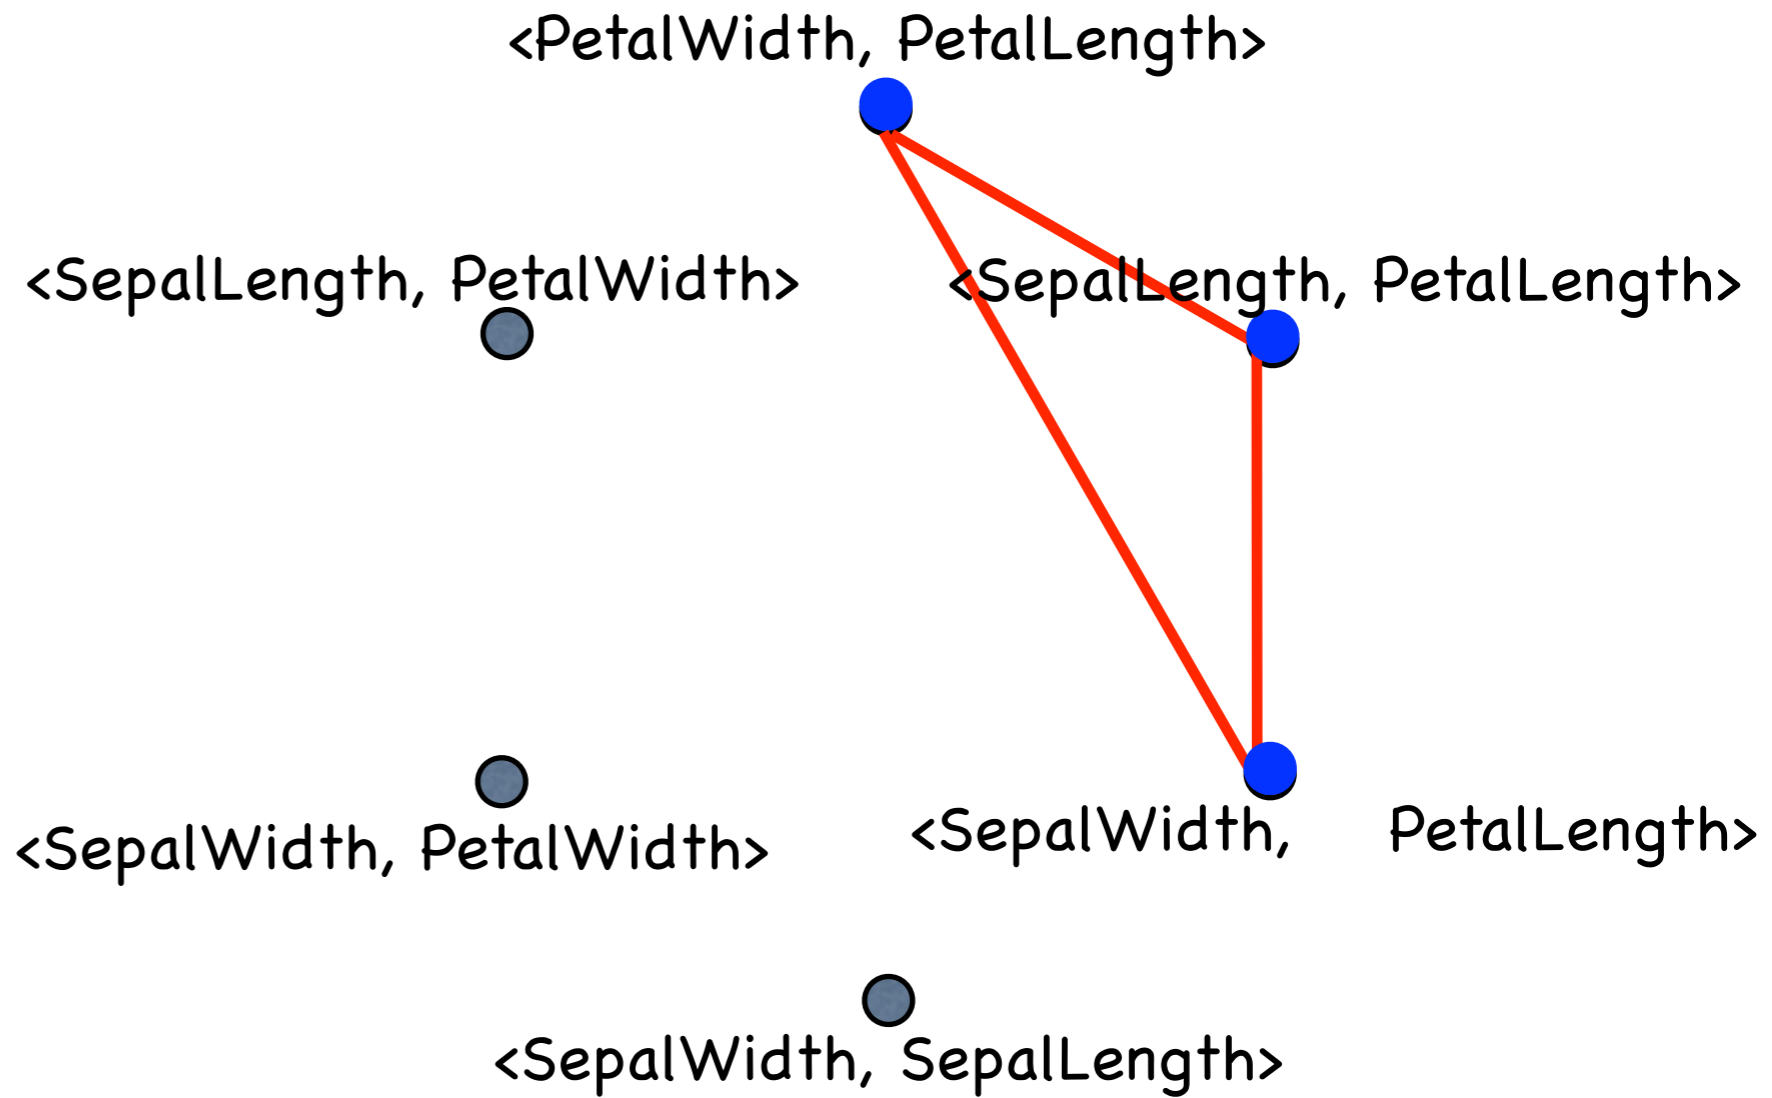 <PetalWidth, PetalLength>
<SepalLength, PetalWidth>
<SepalLength, PetalLength>
<SepalWidth, PetalWidth>
<SepalWidth, PetalLength>
<SepalWidth, SepalLength>